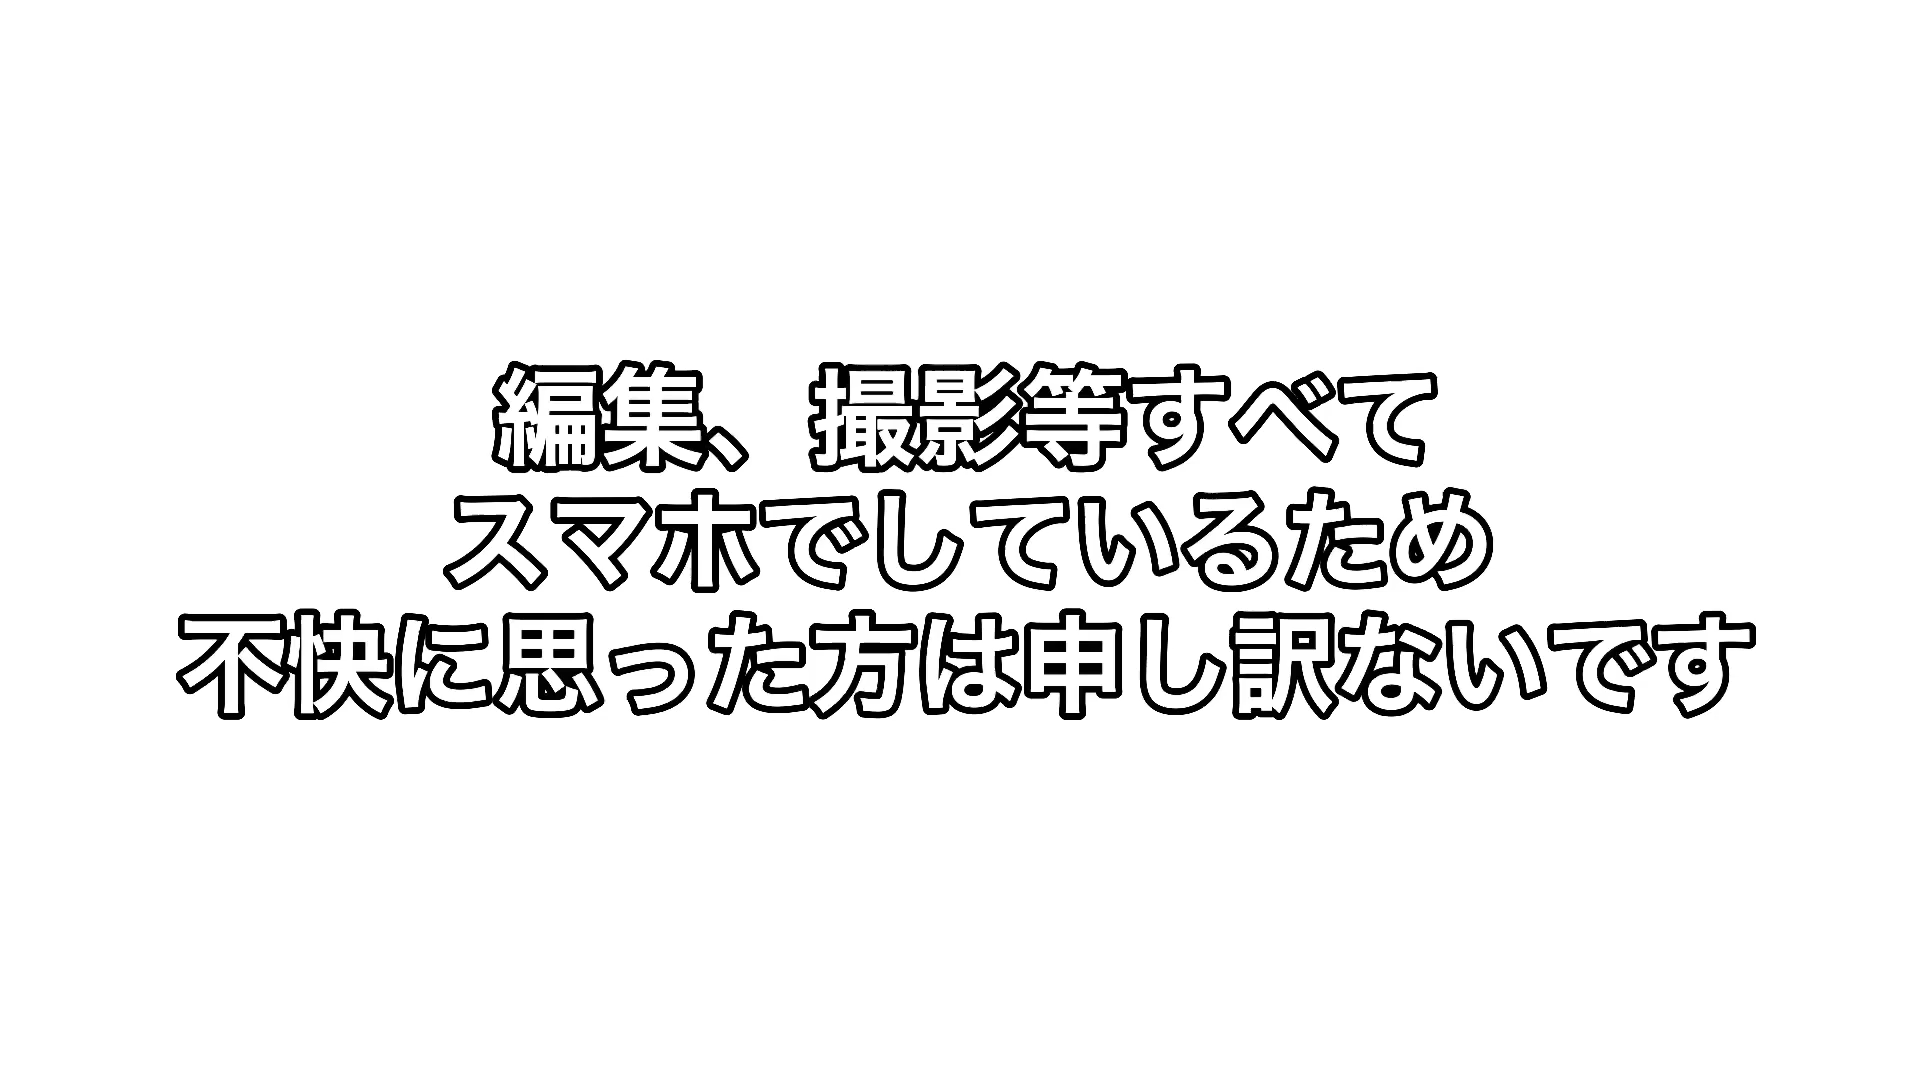 編集、撮影等すべて
スマホでしているため
不快に思った方は申し訳ないです